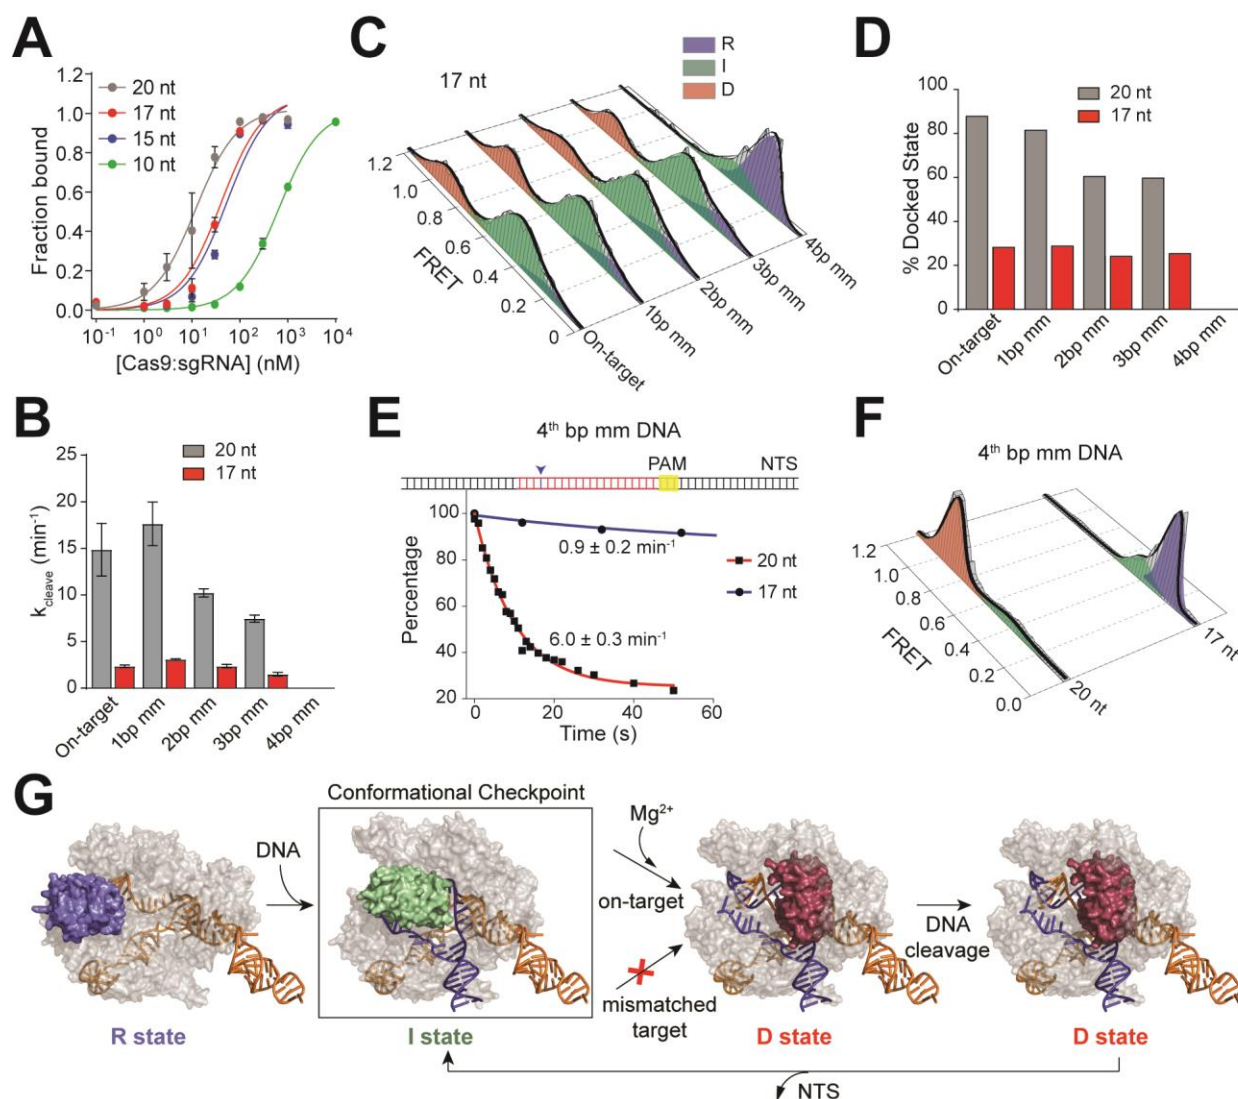 A
1.2
1.0
0.8
0.6
0.4
0.2
0.0
Fraction bound
20 nt
17 nt
15 nt
10 nt
10⁻¹
10⁰
10¹
10²
10³
10⁴
[Cas9:sgRNA] (nM)
B
25
20
15
10
5
0
k_cleave (min⁻¹)
20 nt
17 nt
On-target
1bp mm
2bp mm
3bp mm
4bp mm
C
17 nt
R
I
D
1.2
1.0
0.8
0.6
0.4
0.2
0
FRET
On-target
1bp mm
2bp mm
3bp mm
4bp mm
D
100
80
60
40
20
0
% Docked State
20 nt
17 nt
On-target
1bp mm
2bp mm
3bp mm
4bp mm
E
4th bp mm DNA
PAM
NTS
100
80
60
40
20
Percentage
0.9 ± 0.2 min⁻¹
6.0 ± 0.3 min⁻¹
20 nt
17 nt
0
20
40
60
Time (s)
F
4th bp mm DNA
1.2
1.0
0.8
0.6
0.4
0.2
0.0
FRET
20 nt
17 nt
G
Conformational Checkpoint
DNA
Mg²⁺
on-target
mismatched
target
DNA
cleavage
R state
I state
D state
D state
NTS